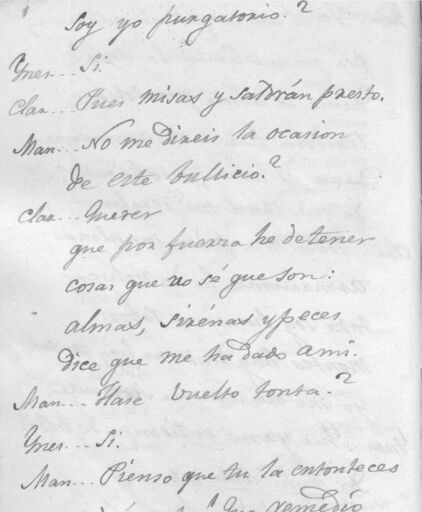 Soy yo purgatorio.?
Ynes... Si.
Clar... Pues misas y saldrán presto.
Man... No me direis la ocasion
de este bullicio.?
Clar... Querer
que por fuerza he de tener
cosas que no sé que son:
almas, sirénas y peces
dice que me ha dado ami.
Man... Hase vuelto tonta.?
Ynes... Si.
Man... Pienso que tu la entonteces
que remedio